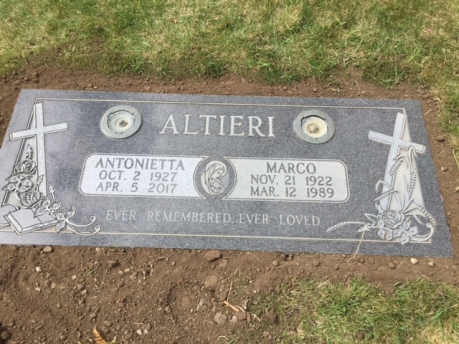 ALTIERI
ANTONIETTA
OCT. 2 1927
APR. 5 2017
MARCO
NOV. 21 1922
MAR. 12 1989
EVER REMEMBERED, EVER LOVED